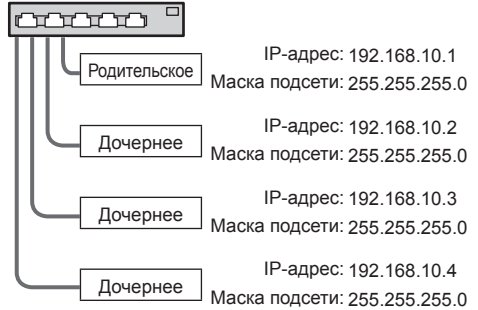 IP-адрес: 192.168.10.1
Родительское
Маска подсети: 255.255.255.0
IP-адрес: 192.168.10.2
Дочернее
Маска подсети: 255.255.255.0
IP-адрес: 192.168.10.3
Дочернее
Маска подсети: 255.255.255.0
IP-адрес: 192.168.10.4
Дочернее
Маска подсети: 255.255.255.0